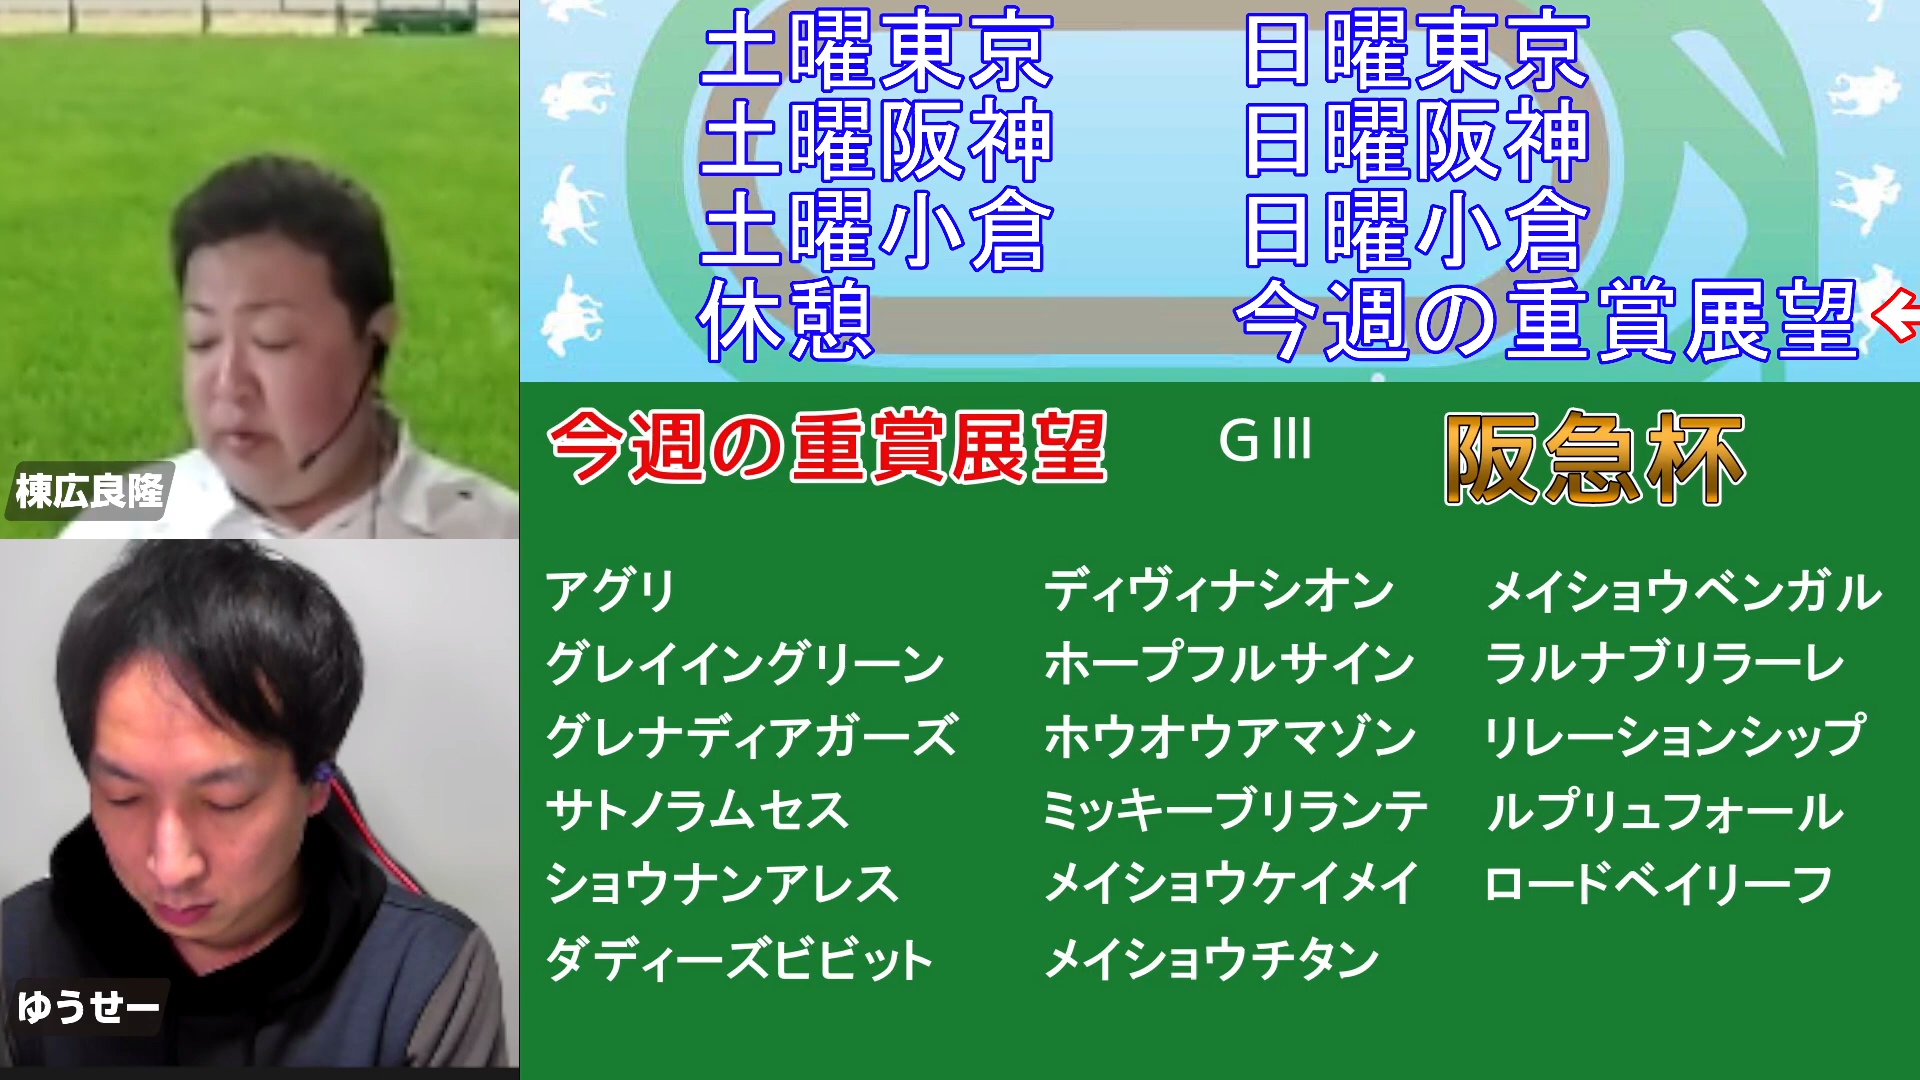 土曜東京
土曜阪神
土曜小倉
休憩
日曜東京
日曜阪神
日曜小倉
今週の重賞展望
棟広良隆
ゆうせー
今週の重賞展望 GⅢ 阪急杯
アグリ
グレイイングリーン
グレナディアガーズ
サトノラムセス
ショウナンアレス
ダディーズビビット
ディヴィナシオン
ホープフルサイン
ホウオウアマゾン
ミッキーブリランテ
メイショウケイメイ
メイショウチタン
メイショウベンガル
ラルナブリラーレ
リレーションシップ
ルプリュフォール
ロードベイリーフ